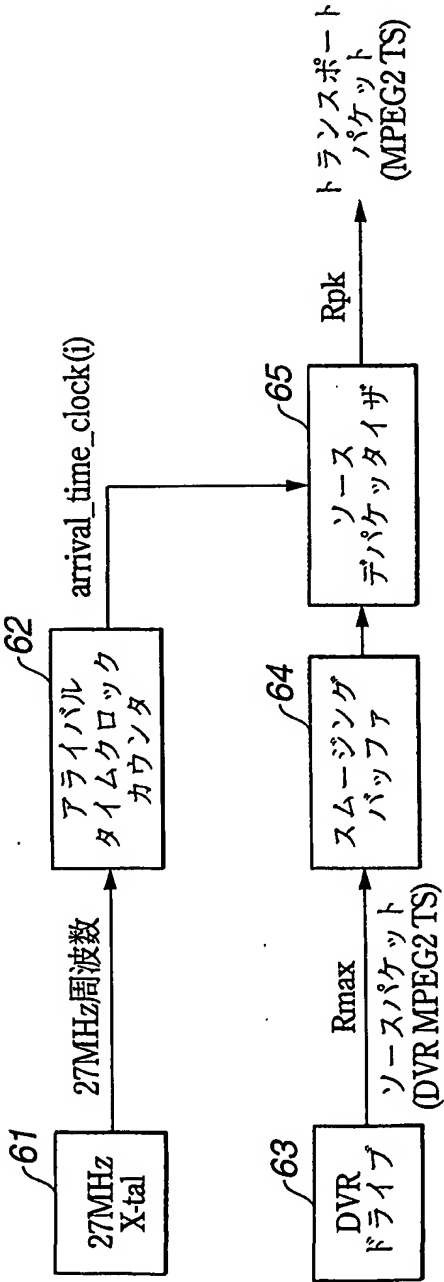 61
27MHz
X-tal
27MHz周波数
62
アライバル
タイムクロック
カウンタ
arrival_time_clock(i)
63
DVR
ドライブ
Rmax
ソースパケット
(DVR MPEG2 TS)
64
スムージング
バッファ
65
ソース
デパケッタイザ
Rpk
トランスポート
パケット
(MPEG2 TS)